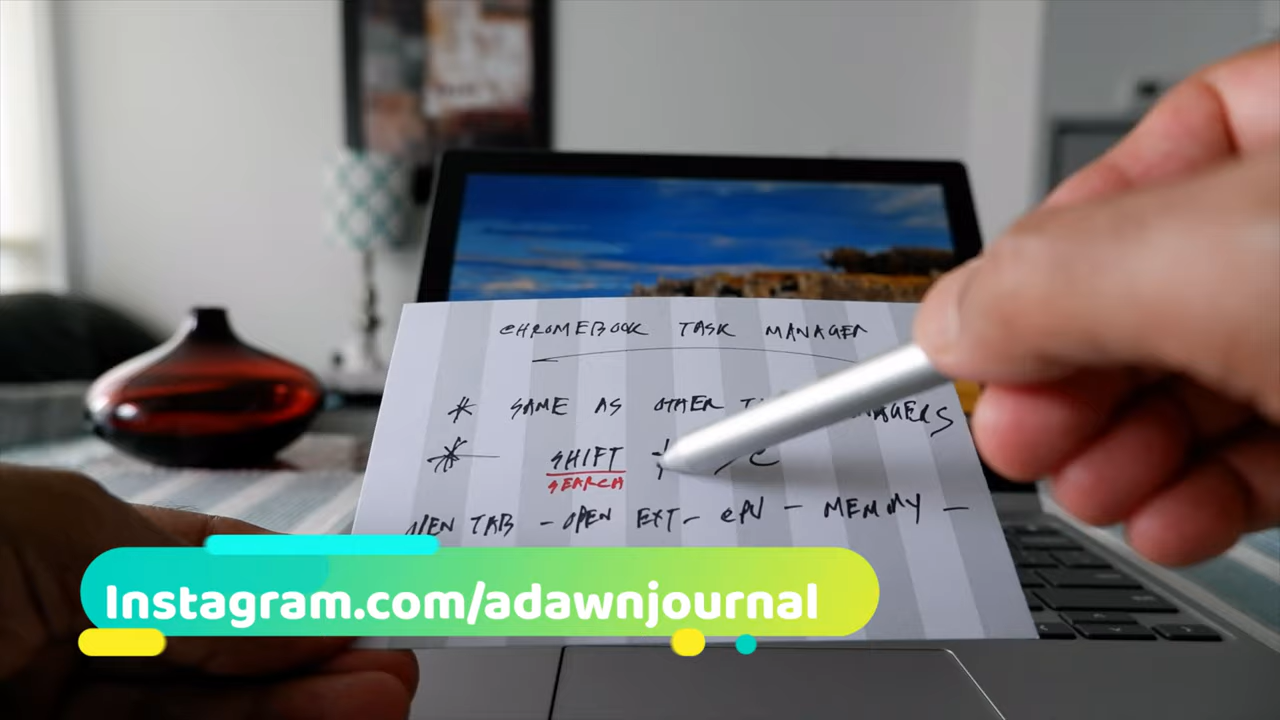 CHROMEBOOK TASK MANAGER
* SAME AS OTHER
* SHIFT +
SEARCH
OPEN TAB - OPEN EXT - CPU - MEMORY -
Instagram.com/adawnjournal